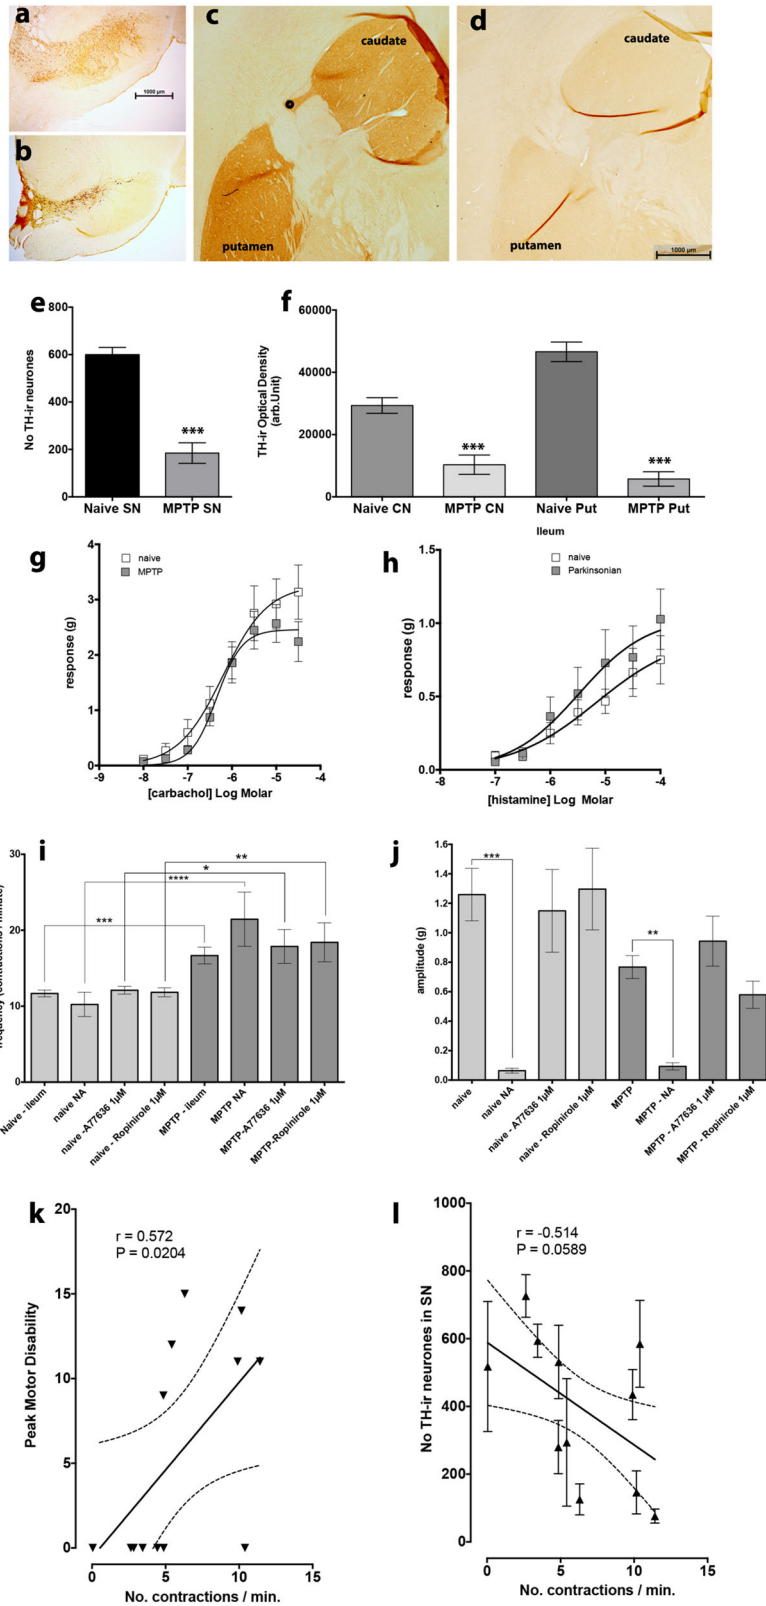 a
1000 µm
b
c
caudate
putamen
d
caudate
putamen
1000 µm
e
No TH-ir neurones
800
600
400
200
0
***
Naive SN
MPTP SN
f
TH-ir Optical Density
(arb.Unit)
60000
40000
20000
0
***
***
Naive CN
MPTP CN
Naive Put
MPTP Put
g
naive
MPTP
response (g)
4
3
2
1
0
-9
-8
-7
-6
-5
-4
[carbachol] Log Molar
Ileum
h
naive
Parkinsonian
response (g)
1.5
1.0
0.5
0.0
-8
-7
-6
-5
-4
[histamine] Log Molar
i
frequency (contractions / minute)
30
20
10
0
***
****
*
**
Naive - ileum
naive NA
naive -A77636 1µM
naive - Ropinirole 1µM
MPTP - ileum
MPTP NA
MPTP-A77636 1µM
MPTP-Ropinirole 1µM
j
amplitude (g)
1.6
1.4
1.2
1.0
0.8
0.6
0.4
0.2
0.0
***
**
naive
naive NA
naive - A77636 1µM
naive - Ropinirole 1µM
MPTP
MPTP - NA
MPTP - A77636 1 µM
MPTP - Ropinirole 1µM
k
r = 0.572
P = 0.0204
Peak Motor Disability
20
15
10
5
0
0
5
10
15
No. contractions / min.
l
r = -0.514
P = 0.0589
No TH-ir neurones in SN
1000
800
600
400
200
0
0
5
10
15
No. contractions / min.